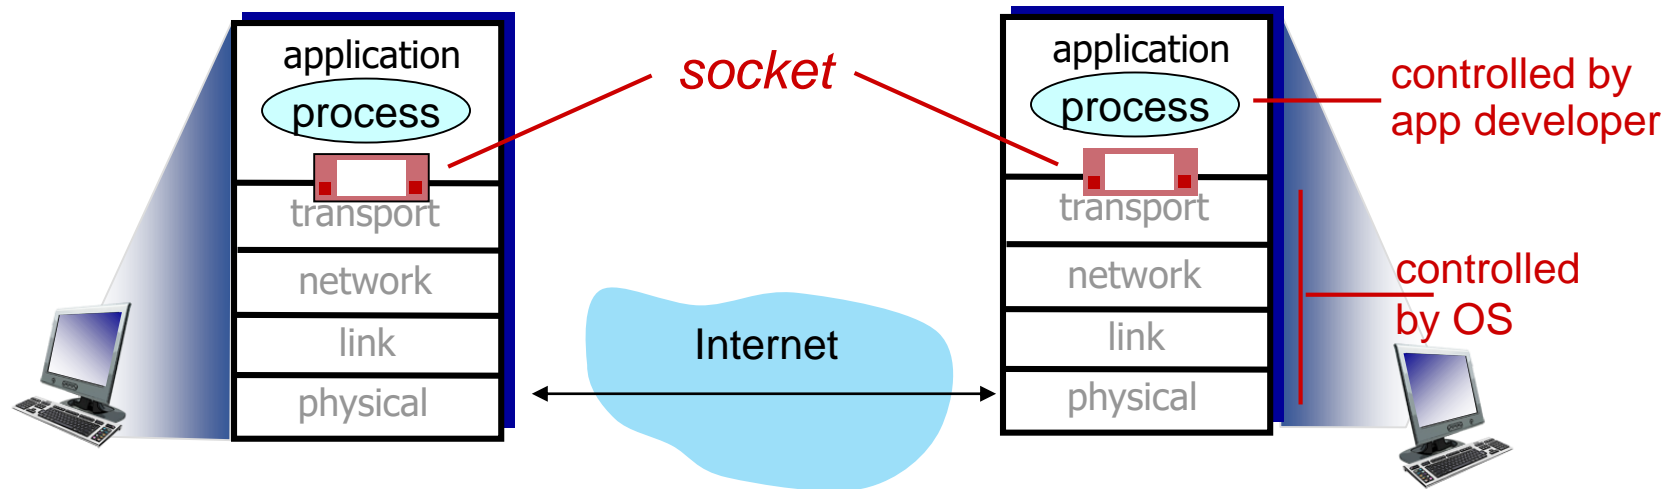 application
process
transport
network
link
physical
socket
Internet
application
process
transport
network
link
physical
controlled by
app developer
controlled
by OS